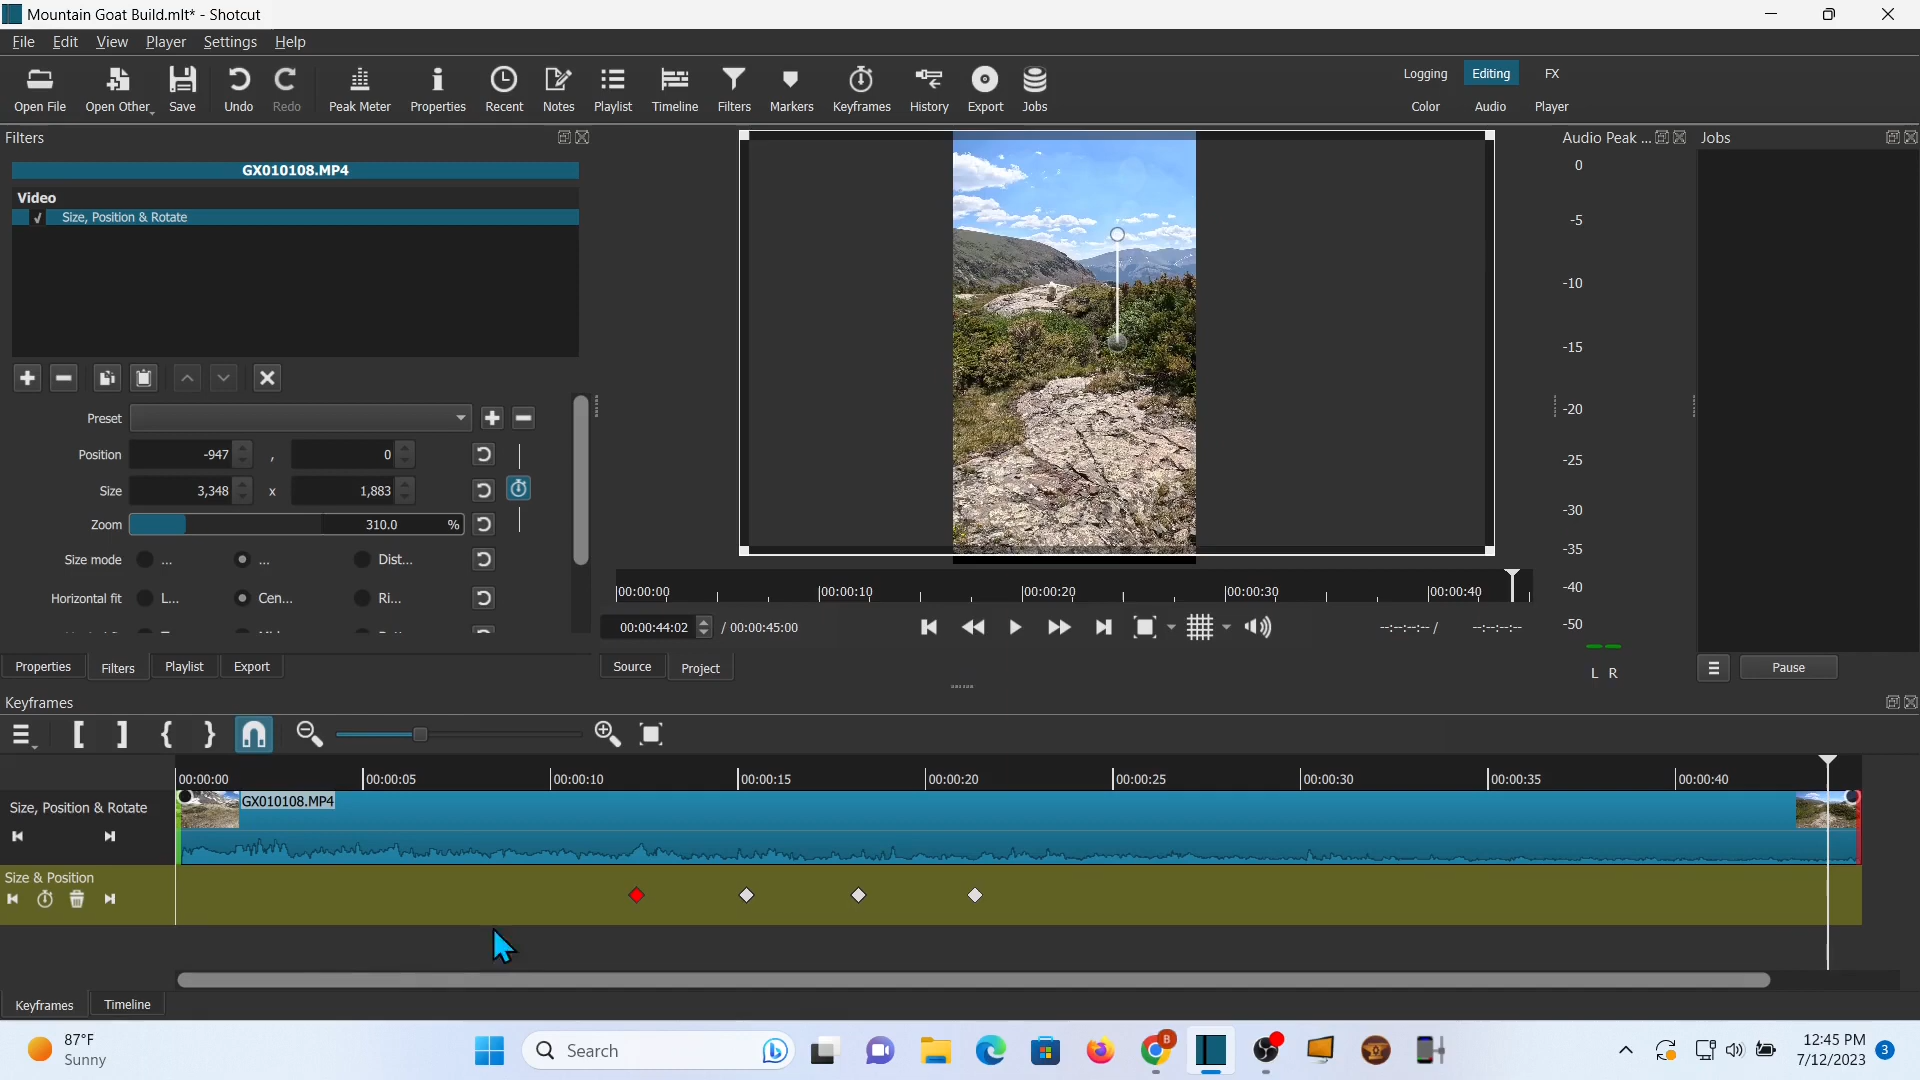 Mountain Goat Build.mlt* - Shotcut
File Edit View Player Settings Help
Open File Open Other Save Undo Redo Peak Meter Properties Recent Notes Playlist Timeline Filters Markers Keyframes History Export Jobs
Logging Editing FX
Color Audio Player
Filters
GX010108.MP4
Video
√ Size, Position & Rotate
Preset
Position -947 , 0
Size 3,348 x 1,883
Zoom 310.0 %
Size mode ... ... Dist...
Horizontal fit L... Cen... Ri...
Properties Filters Playlist Export
00:00:00 00:00:10 00:00:20 00:00:30 00:00:40
00:00:44:02 / 00:00:45:00
--:--:--:-- / --:--:--:--
Source Project
Audio Peak ...
0
-5
-10
-15
-20
-25
-30
-35
-40
-50
L R
Jobs
Pause
Keyframes
00:00:00 00:00:05 00:00:10 00:00:15 00:00:20 00:00:25 00:00:30 00:00:35 00:00:40
Size, Position & Rotate
GX010108.MP4
Size & Position
Keyframes Timeline
87°F
Sunny
Search
B
12:45 PM
7/12/2023
3